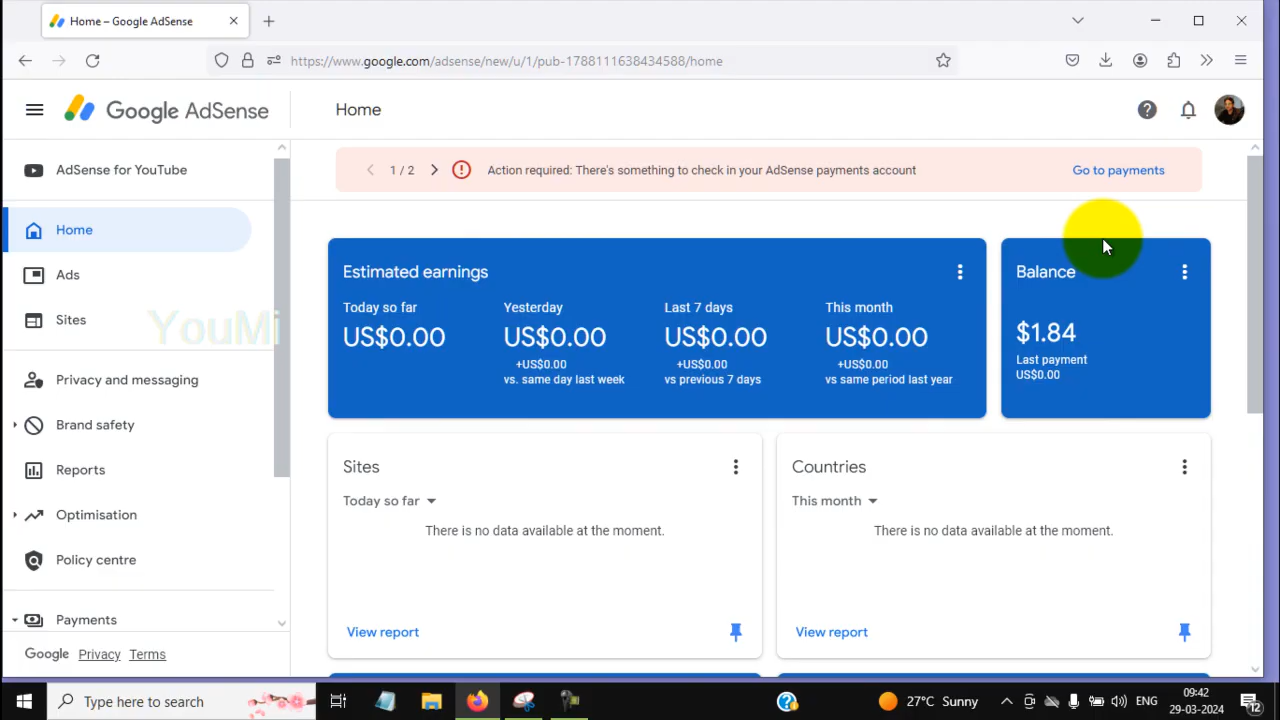 Home – Google AdSense
https://www.google.com/adsense/new/u/1/pub-1788111638434588/home
Google AdSense
Home
AdSense for YouTube
1 / 2
Action required: There's something to check in your AdSense payments account
Go to payments
Home
Ads
Sites
YouMi
Privacy and messaging
Brand safety
Reports
Optimisation
Policy centre
Payments
Google Privacy Terms
Estimated earnings
Today so far
US$0.00
Yesterday
US$0.00
+US$0.00
vs. same day last week
Last 7 days
US$0.00
+US$0.00
vs previous 7 days
This month
US$0.00
+US$0.00
vs same period last year
Balance
$1.84
Last payment
US$0.00
Sites
Today so far
There is no data available at the moment.
View report
Countries
This month
There is no data available at the moment.
View report
Type here to search
27°C Sunny
ENG
09:42
29-03-2024
12